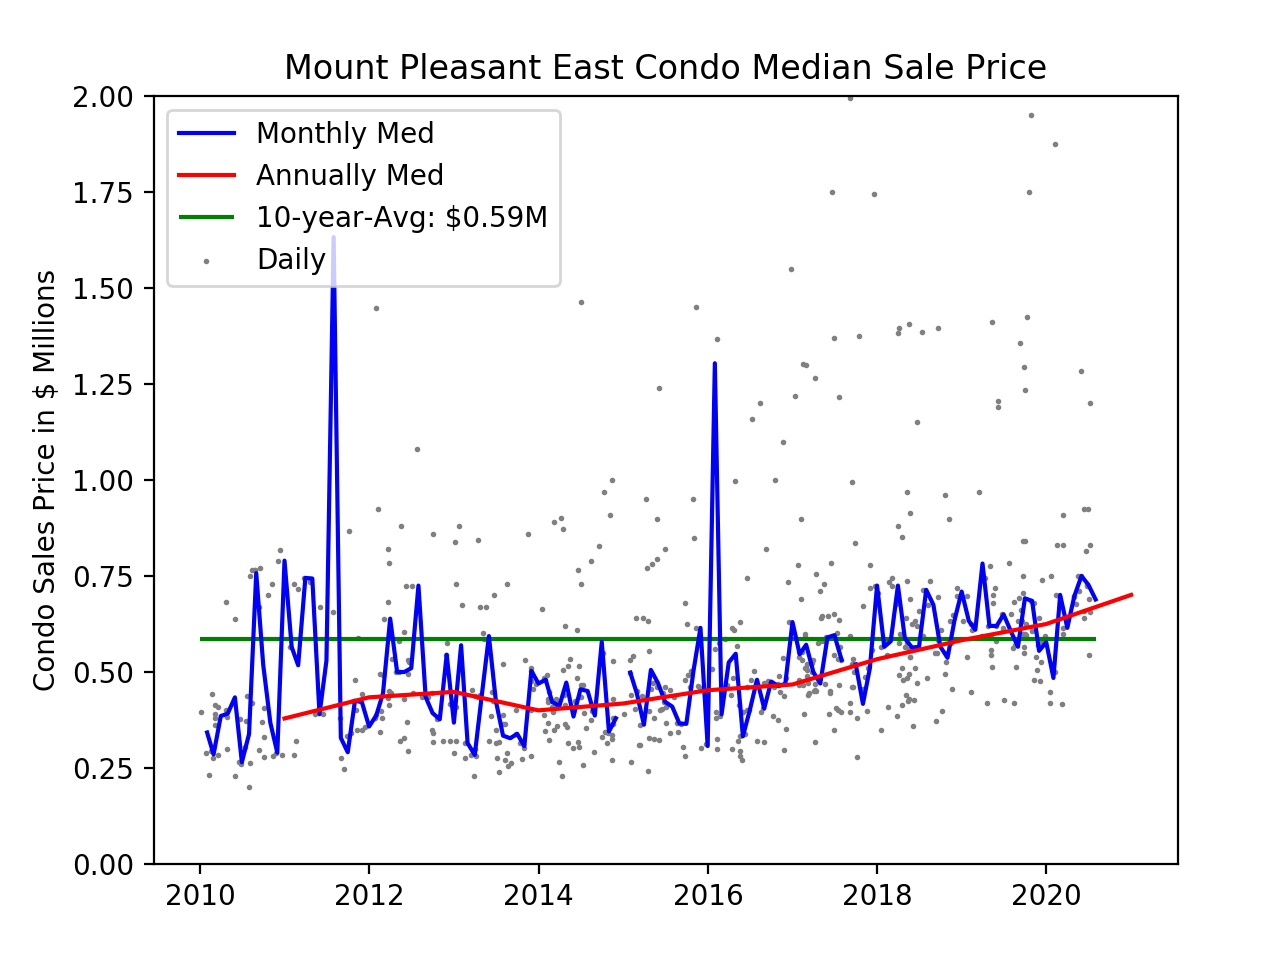 Mount Pleasant East Condo Median Sale Price
Condo Sales Price in $ Millions
2.00
1.75
1.50
1.25
1.00
0.75
0.50
0.25
0.00
Monthly Med
Annually Med
10-year-Avg: $0.59M
Daily
2010 2012 2014 2016 2018 2020